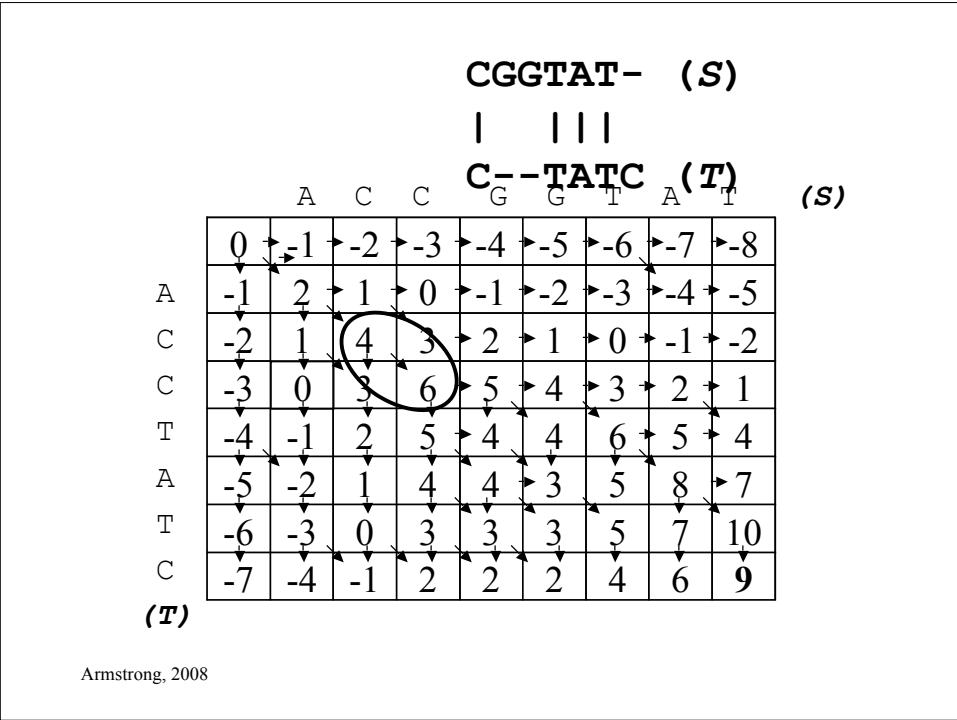 CGGTAT- (S)
|   |||
C--TATC (T)
A C C G G T A T (S)
0 -1 -2 -3 -4 -5 -6 -7 -8
A -1 2 1 0 -1 -2 -3 -4 -5
C -2 1 4 3 2 1 0 -1 -2
C -3 0 3 6 5 4 3 2 1
T -4 -1 2 5 4 4 6 5 4
A -5 -2 1 4 4 3 5 8 7
T -6 -3 0 3 3 3 5 7 10
C -7 -4 -1 2 2 2 4 6 9
(T)
Armstrong, 2008